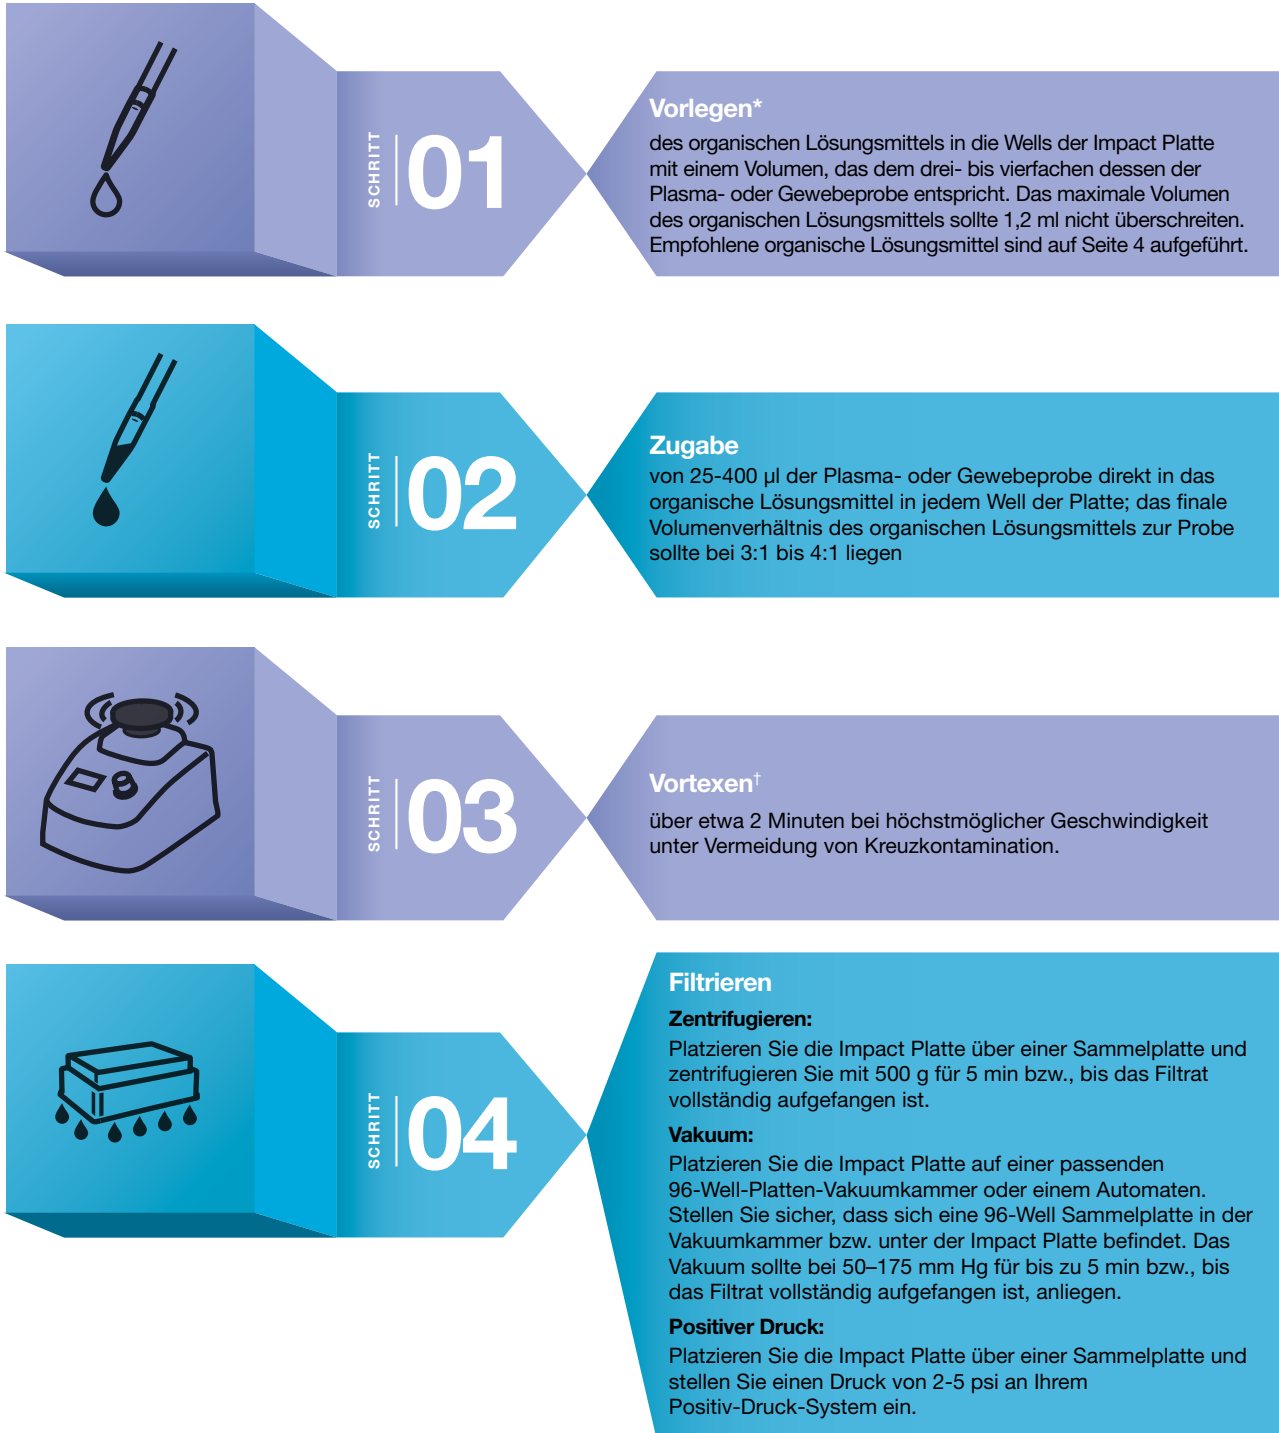 SCHRITT
01
Vorlegen*
des organischen Lösungsmittels in die Wells der Impact Platte
mit einem Volumen, das dem drei- bis vierfachen dessen der
Plasma- oder Gewebeprobe entspricht. Das maximale Volumen
des organischen Lösungsmittels sollte 1,2 ml nicht überschreiten.
Empfohlene organische Lösungsmittel sind auf Seite 4 aufgeführt.
SCHRITT
02
Zugabe
von 25-400 µl der Plasma- oder Gewebeprobe direkt in das
organische Lösungsmittel in jedem Well der Platte; das finale
Volumenverhältnis des organischen Lösungsmittels zur Probe
sollte bei 3:1 bis 4:1 liegen
SCHRITT
03
Vortexen†
über etwa 2 Minuten bei höchstmöglicher Geschwindigkeit
unter Vermeidung von Kreuzkontamination.
SCHRITT
04
Filtrieren
Zentrifugieren:
Platzieren Sie die Impact Platte über einer Sammelplatte und
zentrifugieren Sie mit 500 g für 5 min bzw., bis das Filtrat
vollständig aufgefangen ist.
Vakuum:
Platzieren Sie die Impact Platte auf einer passenden
96-Well-Platten-Vakuumkammer oder einem Automaten.
Stellen Sie sicher, dass sich eine 96-Well Sammelplatte in der
Vakuumkammer bzw. unter der Impact Platte befindet. Das
Vakuum sollte bei 50–175 mm Hg für bis zu 5 min bzw., bis
das Filtrat vollständig aufgefangen ist, anliegen.
Positiver Druck:
Platzieren Sie die Impact Platte über einer Sammelplatte und
stellen Sie einen Druck von 2-5 psi an Ihrem
Positiv-Druck-System ein.